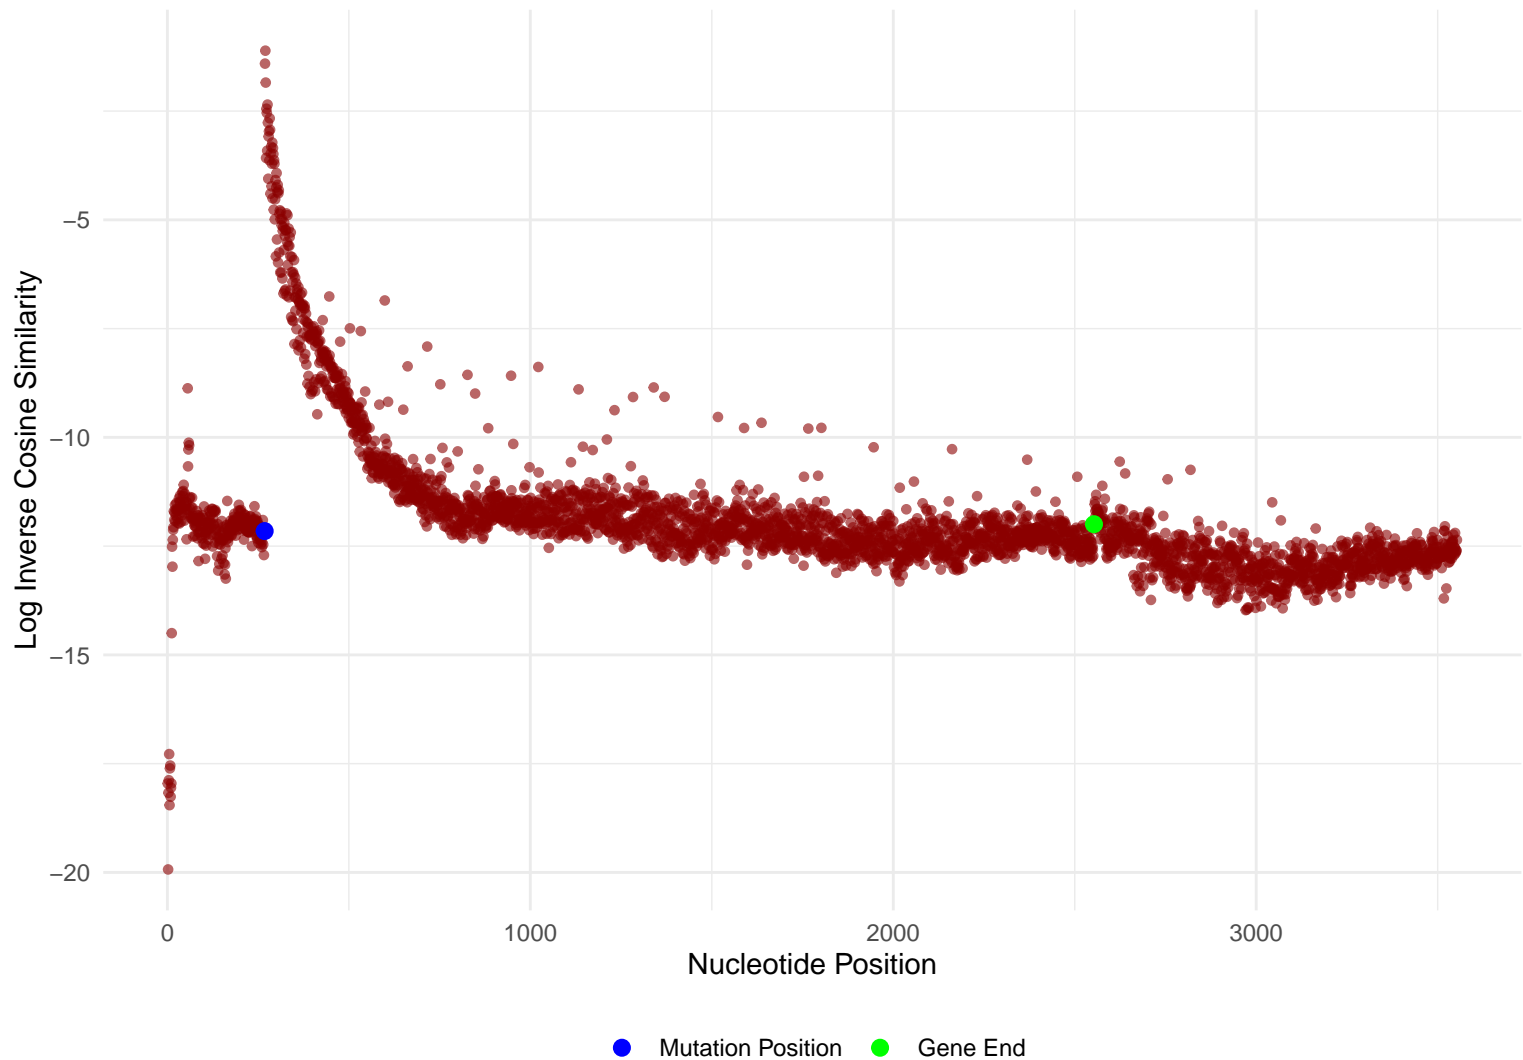 Log Inverse Cosine Similarity
−5
−10
−15
−20
0 1000 2000 3000
Nucleotide Position
Mutation Position Gene End